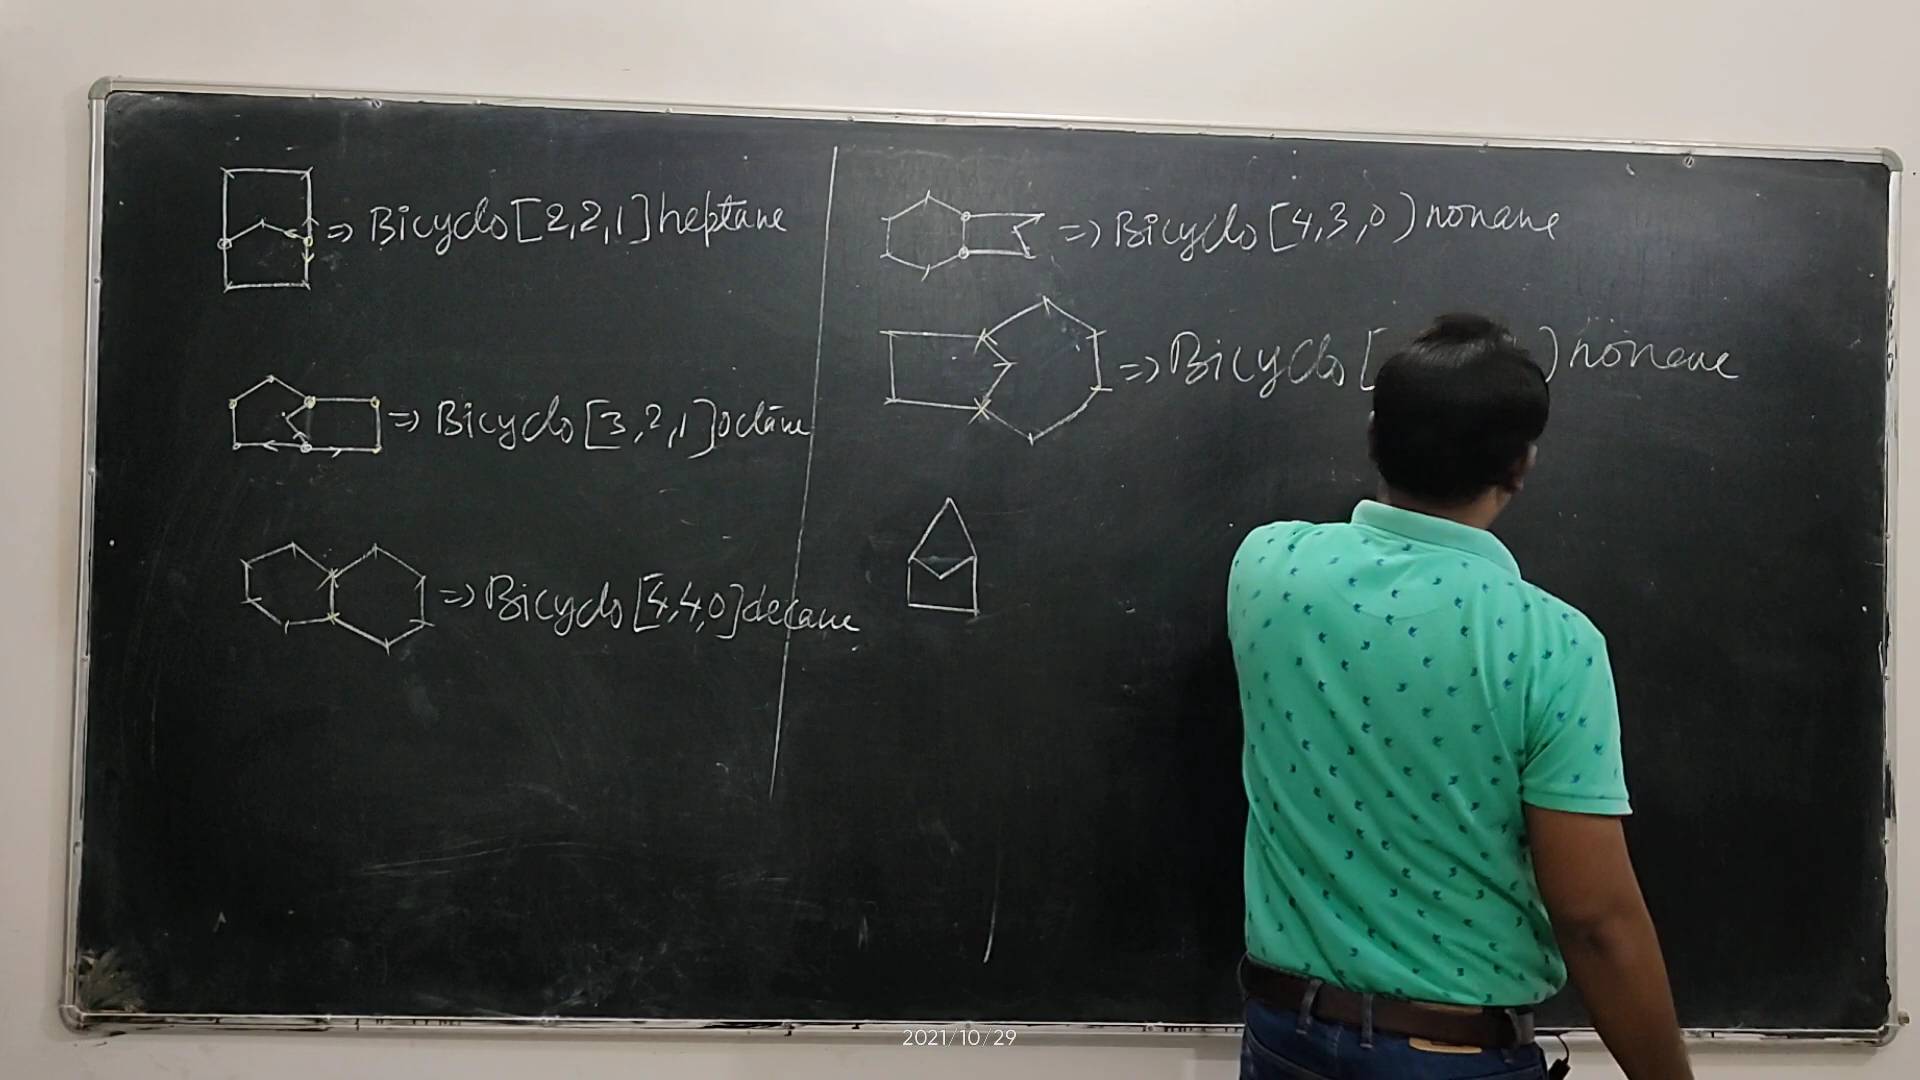 => Bicyclo[2,2,1]heptane
=> Bicyclo[3,2,1]octane
=> Bicyclo[4,4,0]decane
=> Bicyclo[4,3,0)nonane
=> Bicyclo[ )nonane
2021/10/29